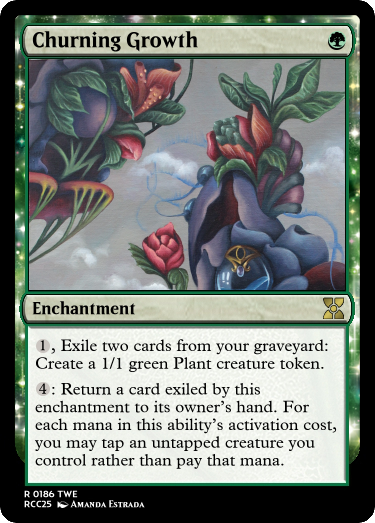 Churning Growth
Enchantment
1, Exile two cards from your graveyard:
Create a 1/1 green Plant creature token.
4: Return a card exiled by this
enchantment to its owner's hand. For
each mana in this ability's activation cost,
you may tap an untapped creature you
control rather than pay that mana.
R 0186 TWE
RCC25 Amanda Estrada